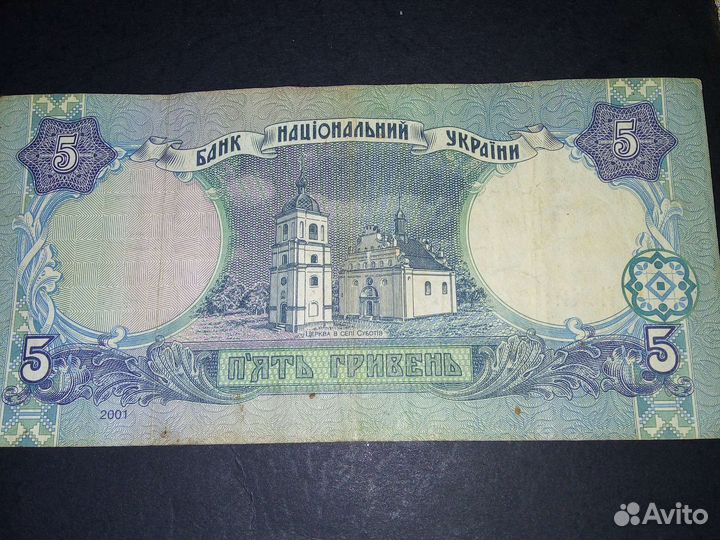 5 5
БАНК НАЦІОНАЛЬНИЙ УКРАЇНИ
ЦЕРКВА В СЕЛІ СУБОТІВ
5 П'ЯТЬ ГРИВЕНЬ 5
2001
Avito